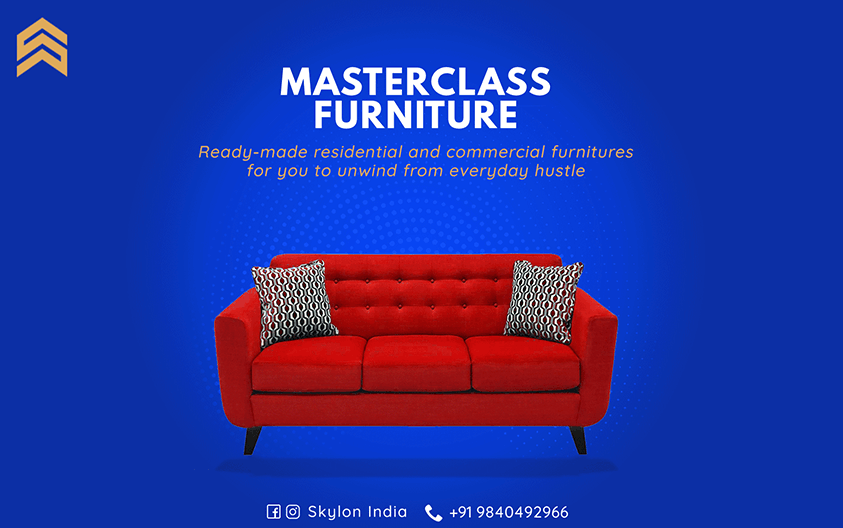 MASTERCLASS
FURNITURE
Ready-made residential and commercial furnitures
for you to unwind from everyday hustle
Skylon India +91 9840492966